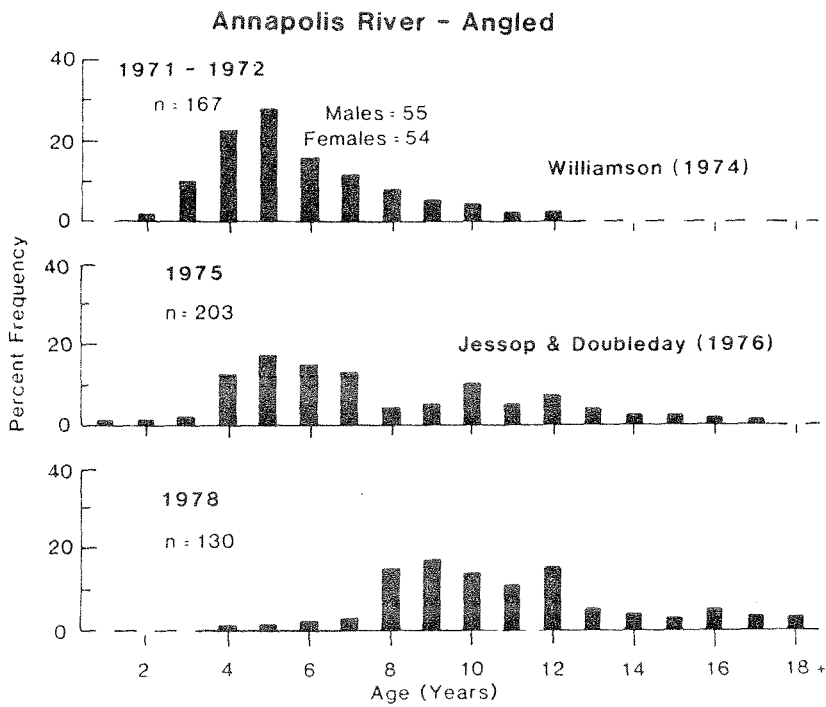 Annapolis River - Angled
Percent Frequency
40
20
0
1971 - 1972
n = 167
Males = 55
Females = 54
Williamson (1974)
40
20
0
1975
n = 203
Jessop & Doubleday (1976)
40
20
0
1978
n = 130
2 4 6 8 10 12 14 16 18 +
Age (Years)